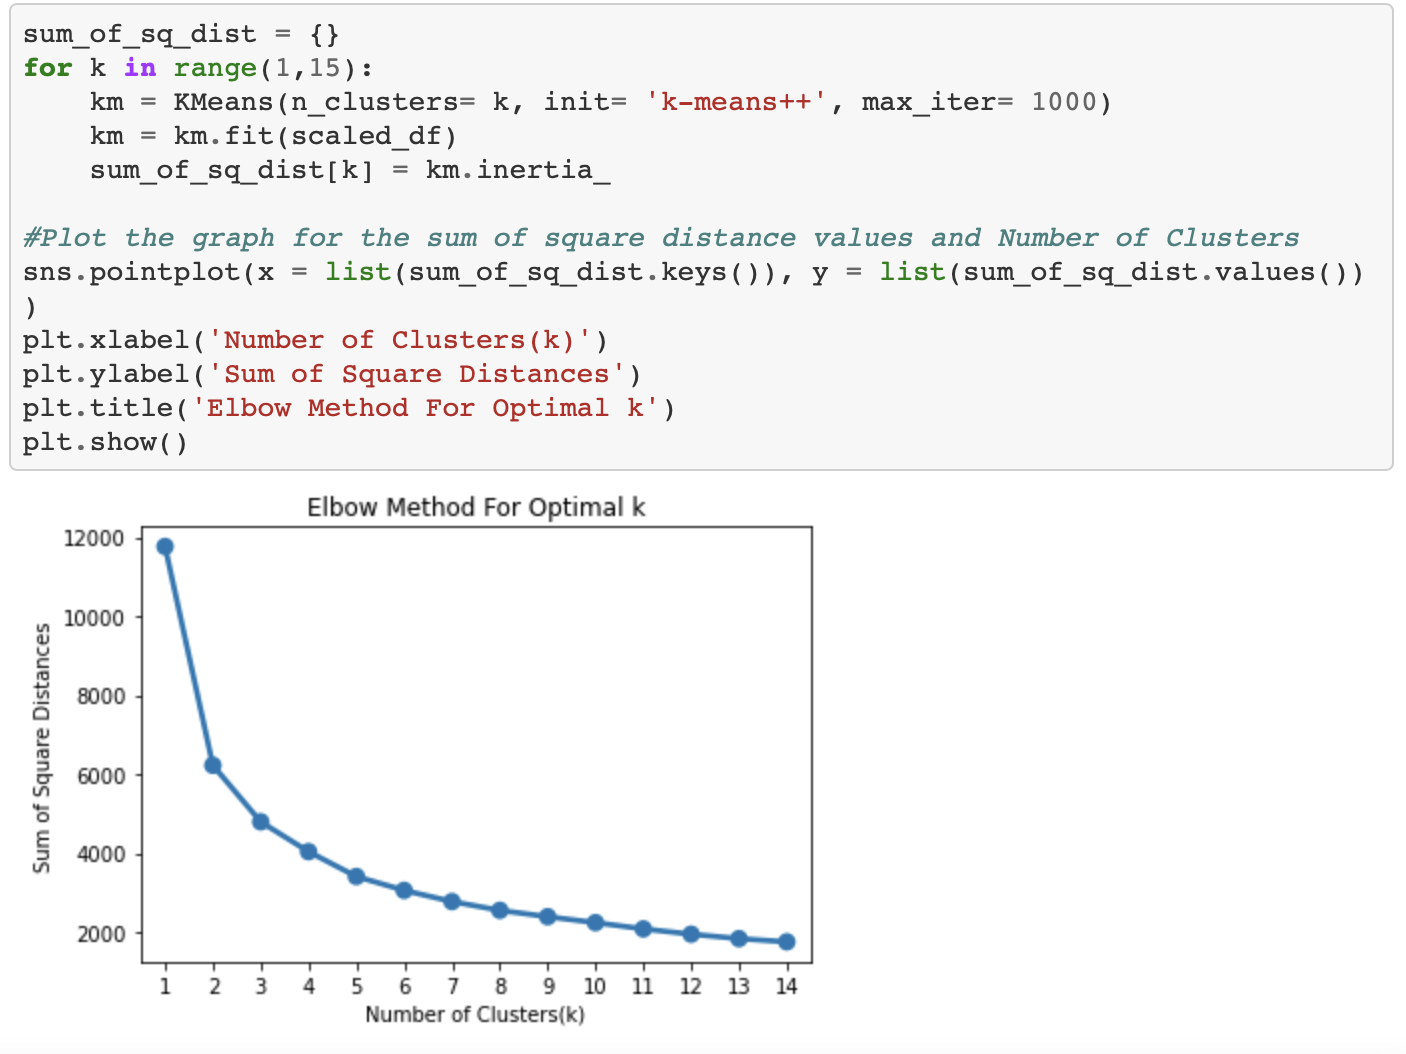 sum_of_sq_dist = {}
for k in range(1,15):
    km = KMeans(n_clusters= k, init= 'k-means++', max_iter= 1000)
    km = km.fit(scaled_df)
    sum_of_sq_dist[k] = km.inertia_

#Plot the graph for the sum of square distance values and Number of Clusters
sns.pointplot(x = list(sum_of_sq_dist.keys()), y = list(sum_of_sq_dist.values())
)
plt.xlabel('Number of Clusters(k)')
plt.ylabel('Sum of Square Distances')
plt.title('Elbow Method For Optimal k')
plt.show()
Elbow Method For Optimal k
Sum of Square Distances
12000
10000
8000
6000
4000
2000
1 2 3 4 5 6 7 8 9 10 11 12 13 14
Number of Clusters(k)